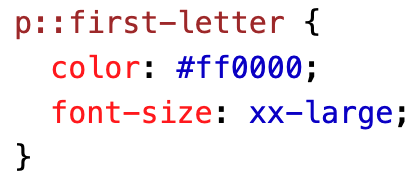 p::first-letter {
  color: #ff0000;
  font-size: xx-large;
}